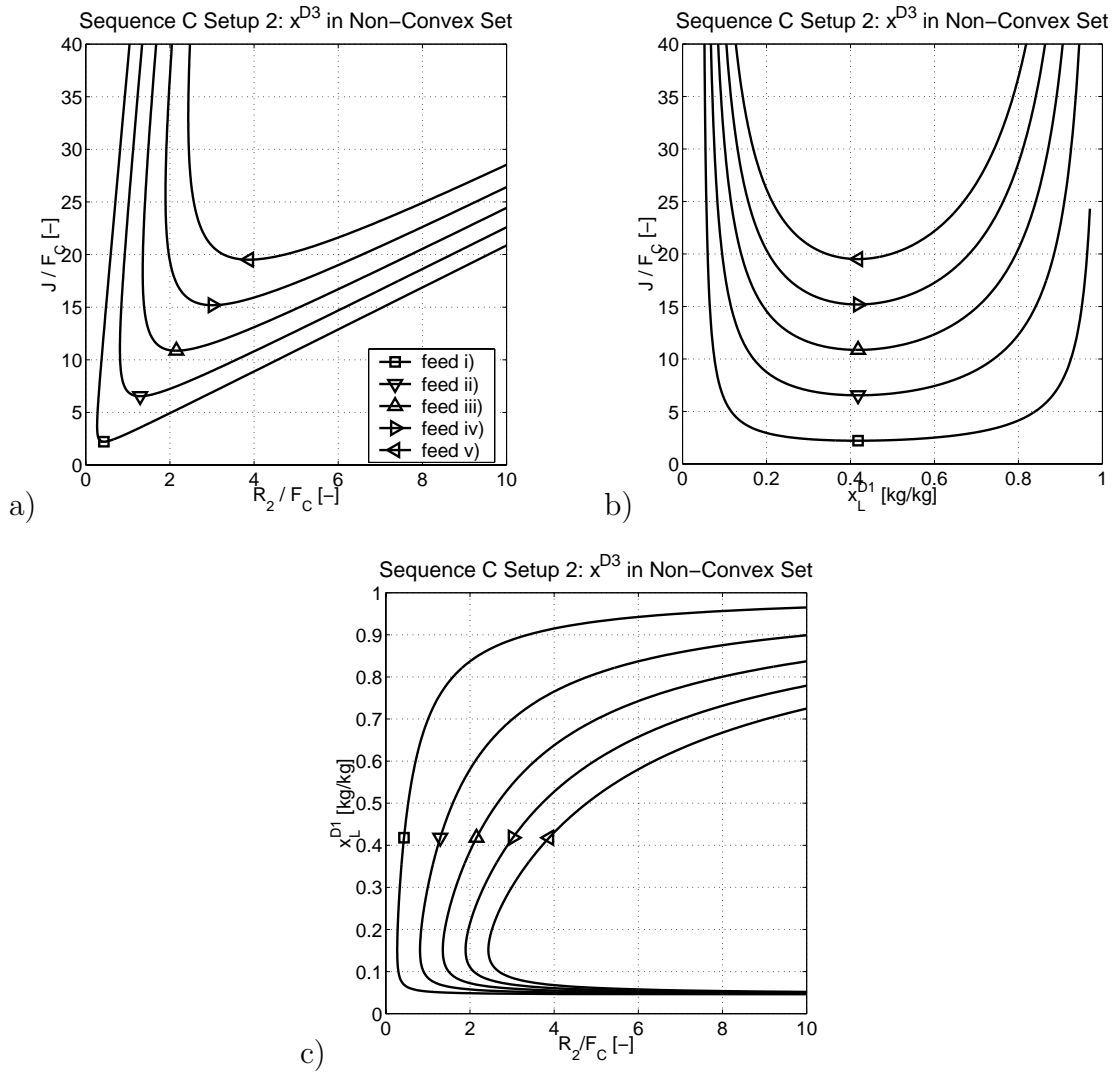 Sequence C Setup 2: x^D3 in Non−Convex Set
40
35
30
25
20
15
10
5
0
J / F_C [−]
0 2 4 6 8 10
R_2 / F_C [−]
feed i)
feed ii)
feed iii)
feed iv)
feed v)
a)
Sequence C Setup 2: x^D3 in Non−Convex Set
40
35
30
25
20
15
10
5
0
J / F_C [−]
0 0.2 0.4 0.6 0.8 1
x_L^D1 [kg/kg]
b)
Sequence C Setup 2: x^D3 in Non−Convex Set
1
0.9
0.8
0.7
0.6
0.5
0.4
0.3
0.2
0.1
0
x_L^D1 [kg/kg]
0 2 4 6 8 10
R_2/F_C [−]
c)